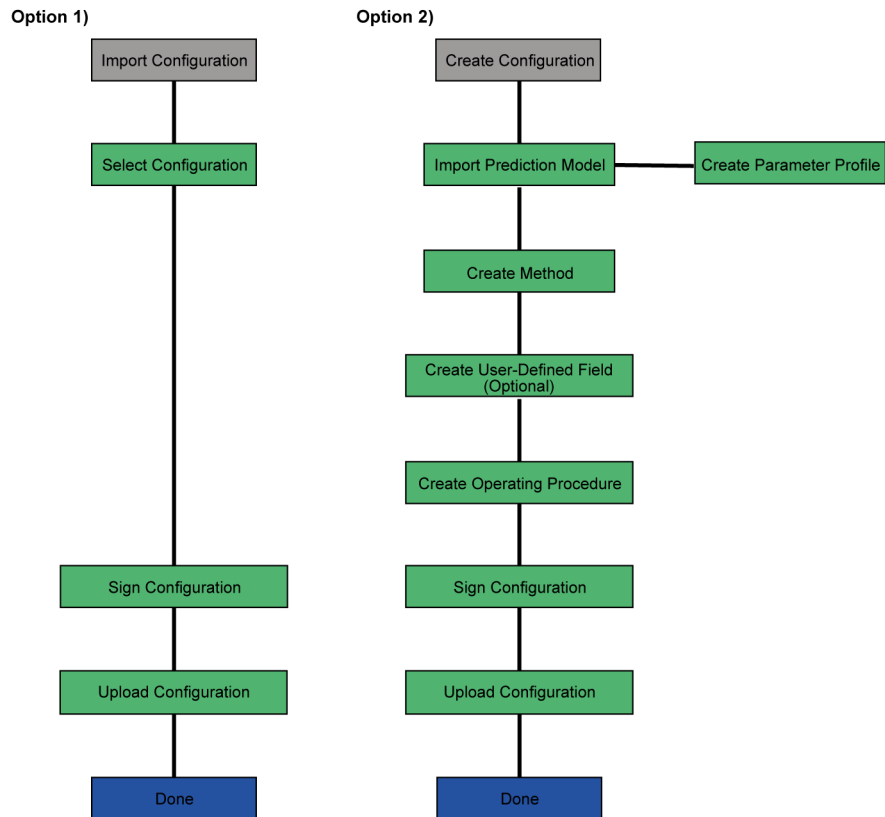 Option 1)
Import Configuration
Select Configuration
Sign Configuration
Upload Configuration
Done
Option 2)
Create Configuration
Import Prediction Model
Create Parameter Profile
Create Method
Create User-Defined Field
(Optional)
Create Operating Procedure
Sign Configuration
Upload Configuration
Done